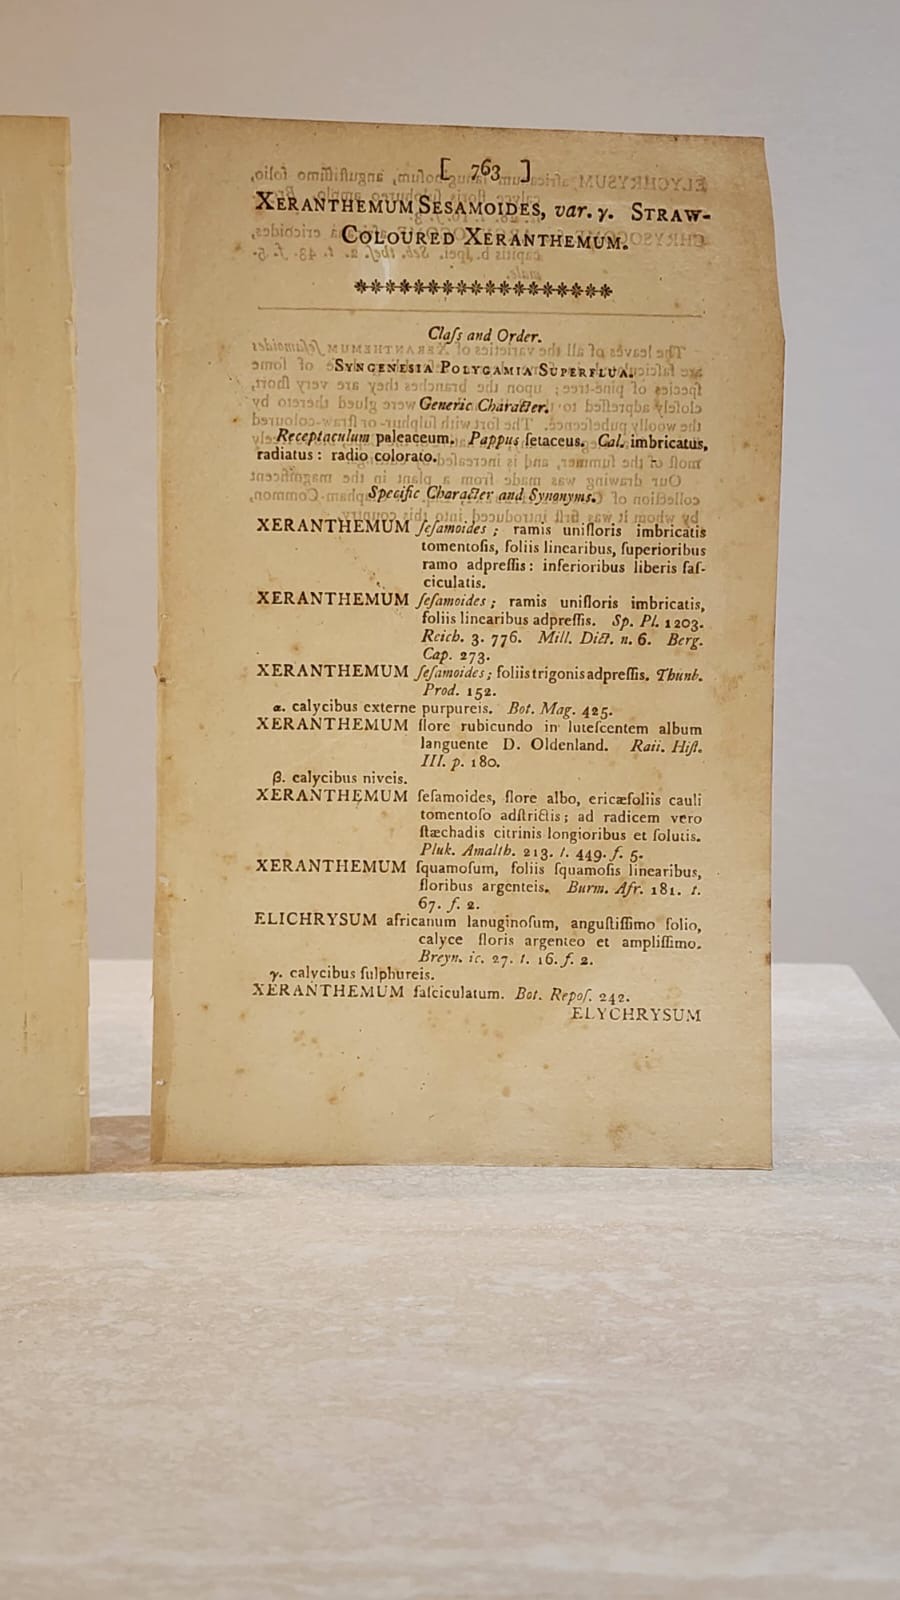 [ 763 ]
XERANTHEMUM SESAMOIDES, var. γ. STRAW-
COLOURED XERANTHEMUM.
******************
Claſs and Order.
SYNGENESIA POLYGAMIA SUPERFLUA.
Generic Character.
Receptaculum paleaceum. Pappus ſetaceus. Cal. imbricatus,
radiatus: radio colorato.
Specific Character and Synonyms.
XERANTHEMUM ſeſamoides; ramis unifloris imbricatis
tomentoſis, foliis linearibus, ſuperioribus
ramo adpreſſis: inferioribus liberis faſ-
ciculatis.
XERANTHEMUM ſeſamoides; ramis unifloris imbricatis,
foliis linearibus adpreſſis. Sp. Pl. 1203.
Reich. 3. 776. Mill. Dict. n. 6. Berg.
Cap. 273.
XERANTHEMUM ſeſamoides; foliis trigonis adpreſſis. Thunb.
Prod. 152.
α. calycibus externe purpureis. Bot. Mag. 425.
XERANTHEMUM flore rubicundo in luteſcentem album
languente D. Oldenland. Raii. Hiſt.
III. p. 180.
β. calycibus niveis.
XERANTHEMUM ſeſamoides, flore albo, ericæfoliis cauli
tomentoſo adſtrictis; ad radicem vero
ſtæchadis citrinis longioribus et ſolutis.
Pluk. Amalth. 213. t. 449. f. 5.
XERANTHEMUM ſquamoſum, foliis ſquamoſis linearibus,
floribus argenteis. Burm. Afr. 181. t.
67. f. 2.
ELICHRYSUM africanum lanuginoſum, anguſtiſſimo folio,
calyce floris argenteo et ampliſſimo.
Breyn. ic. 27. t. 16. f. 2.
γ. calycibus ſulphureis.
XERANTHEMUM faſciculatum. Bot. Repoſ. 242.
ELYCHRYSUM